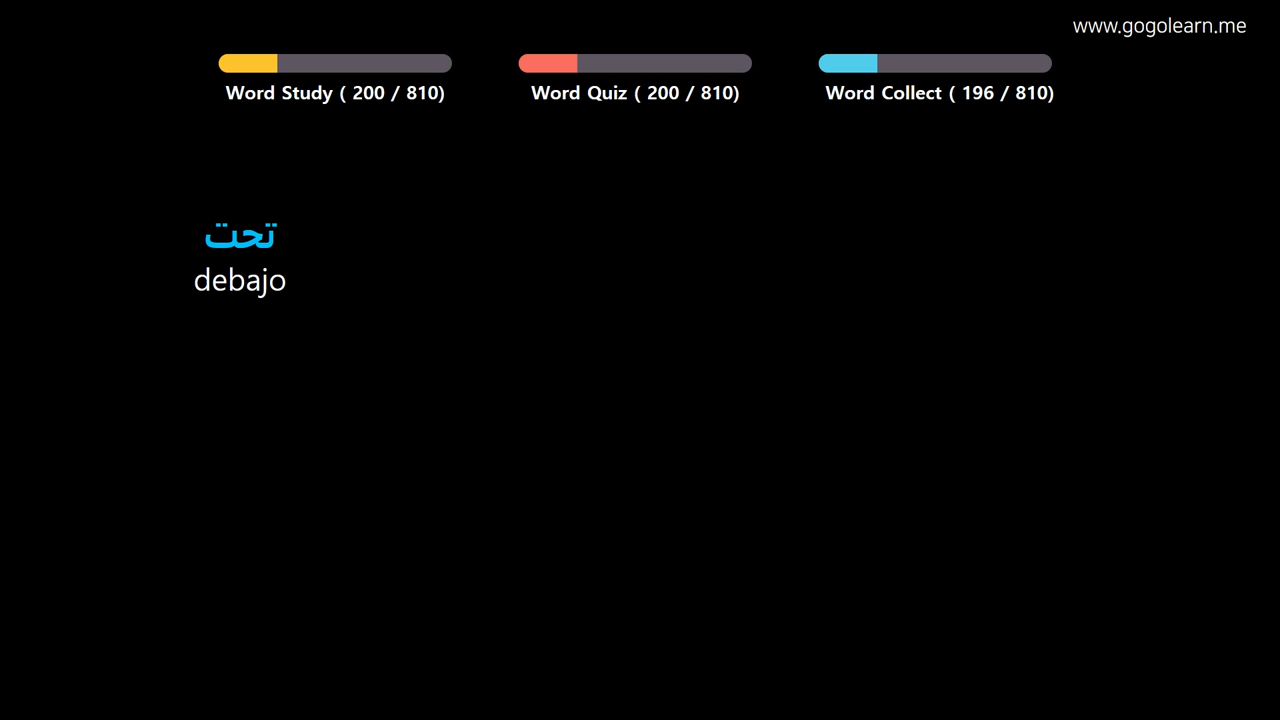 www.gogolearn.me
Word Study ( 200 / 810)
Word Quiz ( 200 / 810)
Word Collect ( 196 / 810)
تحت
debajo